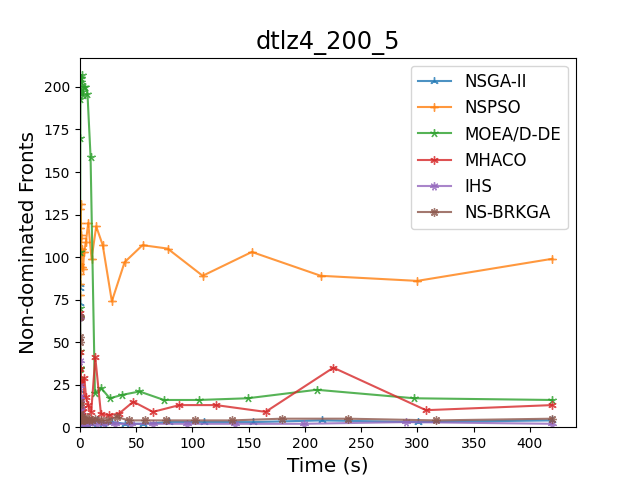 dtlz4_200_5
Non-dominated Fronts
200
175
150
125
100
75
50
25
0
0 50 100 150 200 250 300 350 400
Time (s)
NSGA-II
NSPSO
MOEA/D-DE
MHACO
IHS
NS-BRKGA